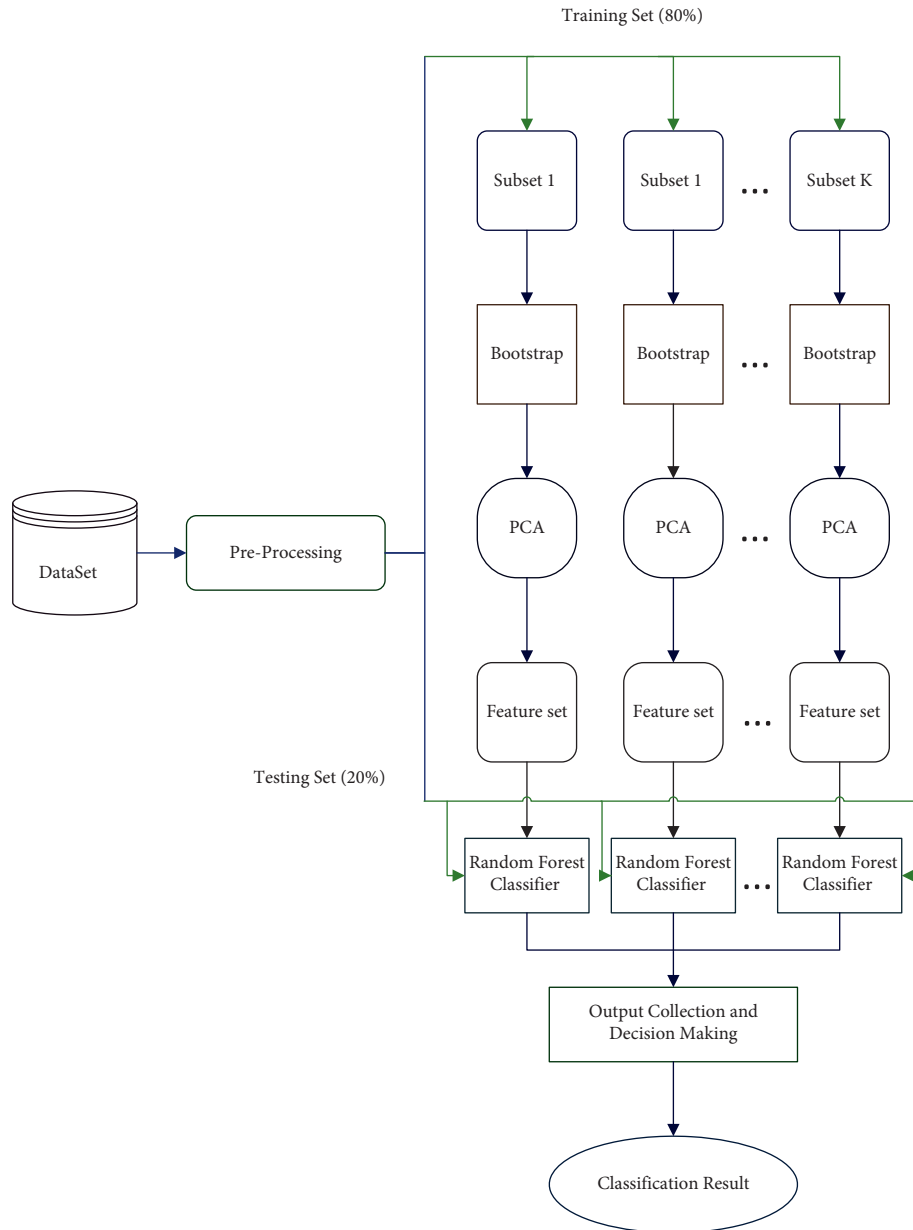 Training Set (80%)
Subset 1
Subset 1
...
Subset K
Bootstrap
Bootstrap
...
Bootstrap
DataSet
Pre-Processing
PCA
PCA
...
PCA
Feature set
Feature set
...
Feature set
Testing Set (20%)
Random Forest
Classifier
Random Forest
Classifier
...
Random Forest
Classifier
Output Collection and
Decision Making
Classification Result